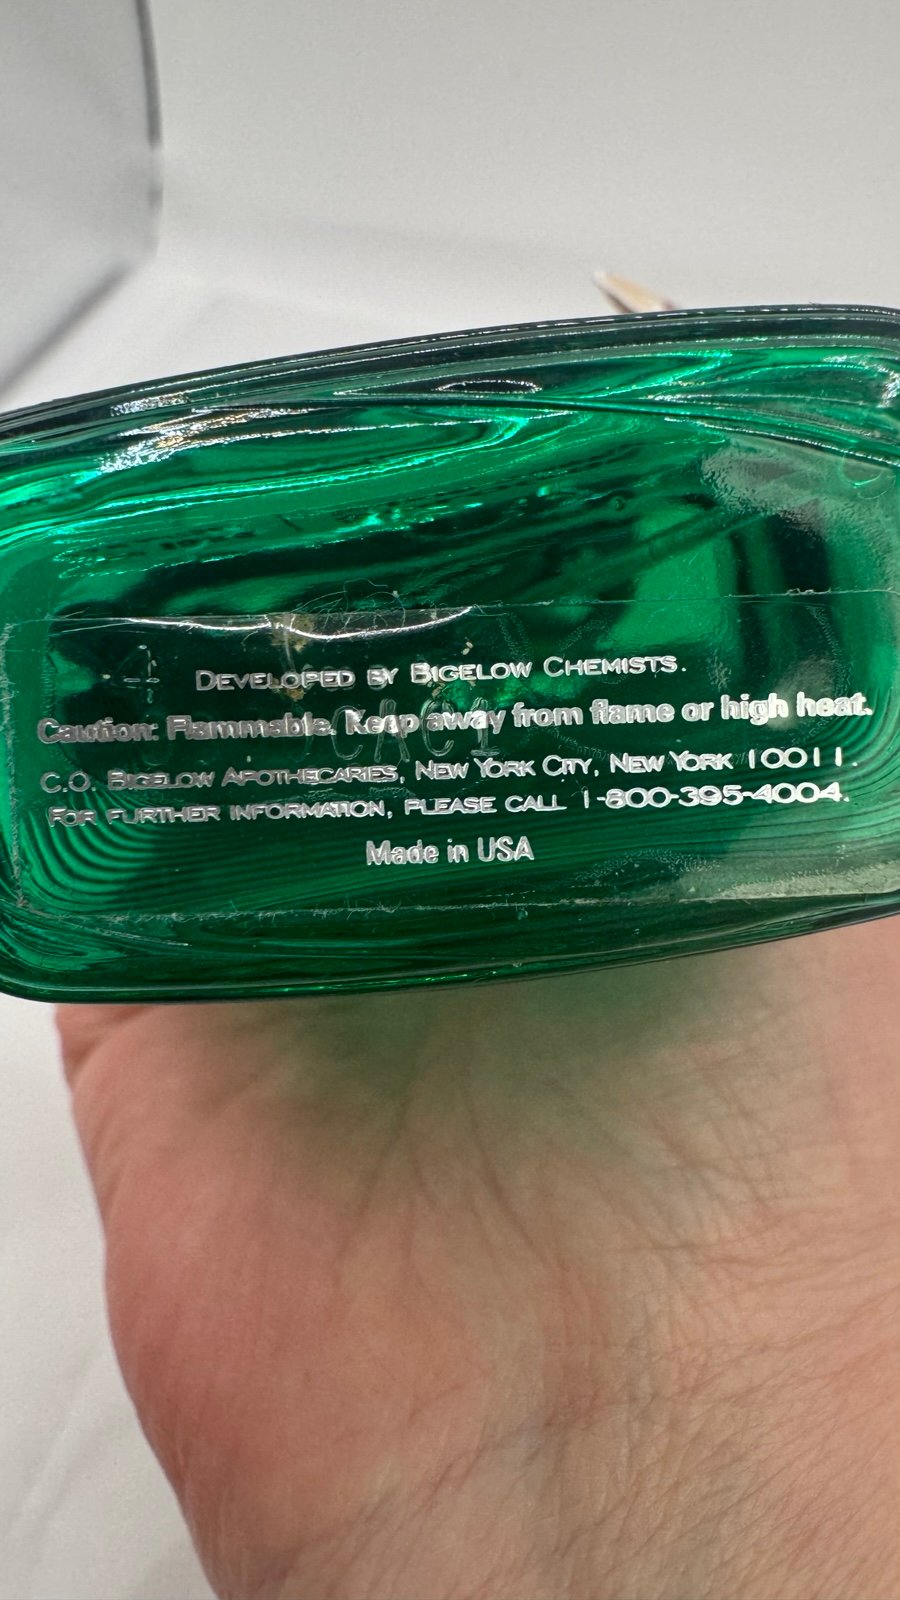 DEVELOPED BY BIGELOW CHEMISTS.
Caution: Flammable. Keep away from flame or high heat.
C.O. BIGELOW APOTHECARIES, NEW YORK CITY, NEW YORK 10011.
FOR FURTHER INFORMATION, PLEASE CALL 1-800-395-4004.
Made in USA